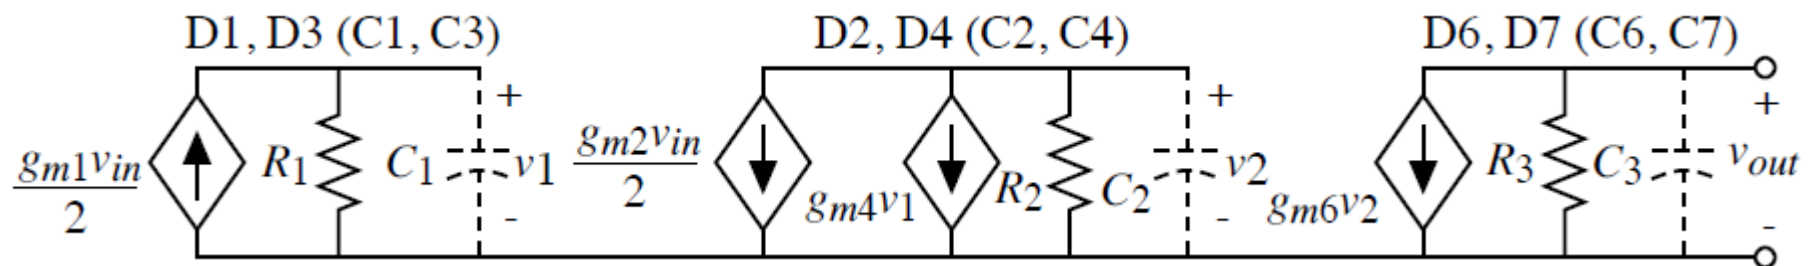 D1, D3 (C1, C3)
D2, D4 (C2, C4)
D6, D7 (C6, C7)
gm1vin
2
R1
C1
+
v1
-
gm2vin
2
gm4v1
R2
C2
+
v2
-
gm6v2
R3
C3
+
vout
-